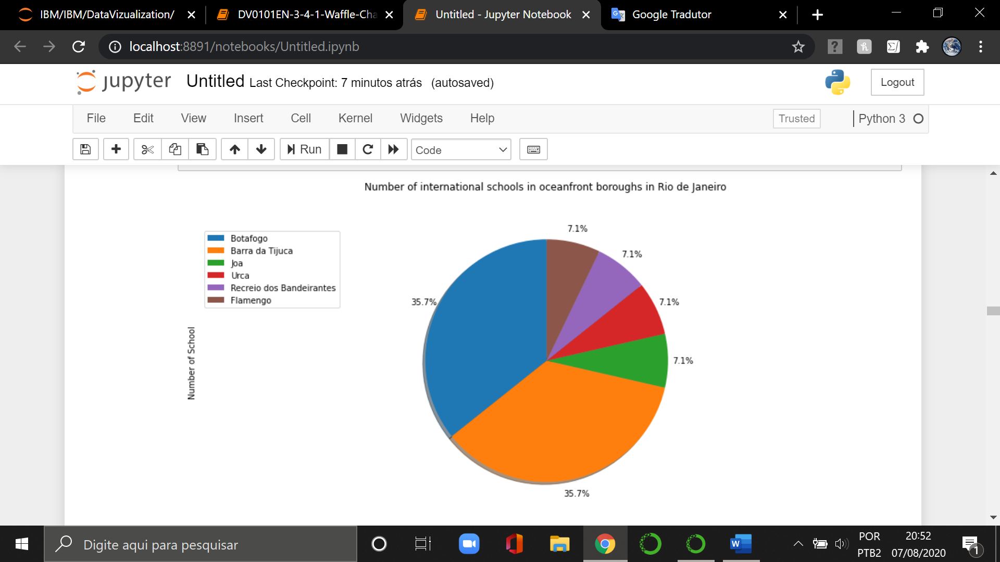 IBM/IBM/DataVizualization/
DV0101EN-3-4-1-Waffle-Cha
Untitled - Jupyter Notebook
Google Tradutor
localhost:8891/notebooks/Untitled.ipynb
jupyter Untitled Last Checkpoint: 7 minutos atrás (autosaved)
Logout
File Edit View Insert Cell Kernel Widgets Help
Trusted
Python 3
Run
Code
Number of international schools in oceanfront boroughs in Rio de Janeiro
Botafogo
Barra da Tijuca
Joa
Urca
Recreio dos Bandeirantes
Flamengo
Number of School
7.1%
7.1%
7.1%
7.1%
35.7%
35.7%
Digite aqui para pesquisar
W
POR
PTB2
20:52
07/08/2020
1